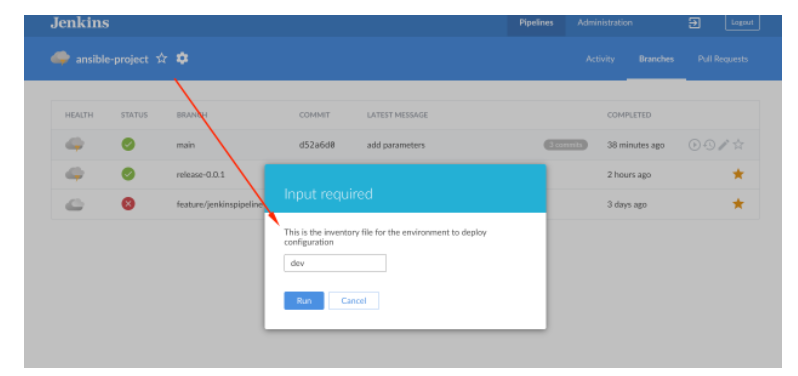 Jenkins
Pipelines Administration Logout
ansible-project Activity Branches Pull Requests
HEALTH STATUS BRANCH COMMIT LATEST MESSAGE COMPLETED
main d52a6d0 add parameters 3 commits 38 minutes ago
release-0.0.1 2 hours ago
feature/jenkinspipeline 3 days ago
Input required
This is the inventory file for the environment to deploy
configuration
dev
Run Cancel